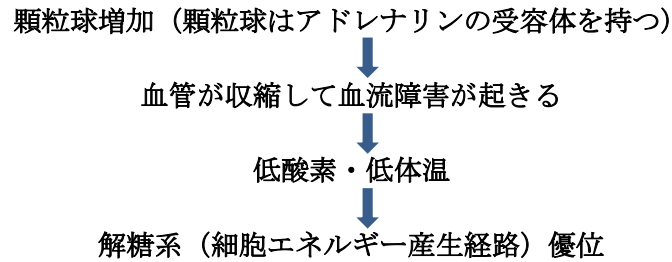 顆粒球増加（顆粒球はアドレナリンの受容体を持つ）
血管が収縮して血流障害が起きる
低酸素・低体温
解糖系（細胞エネルギー産生経路）優位